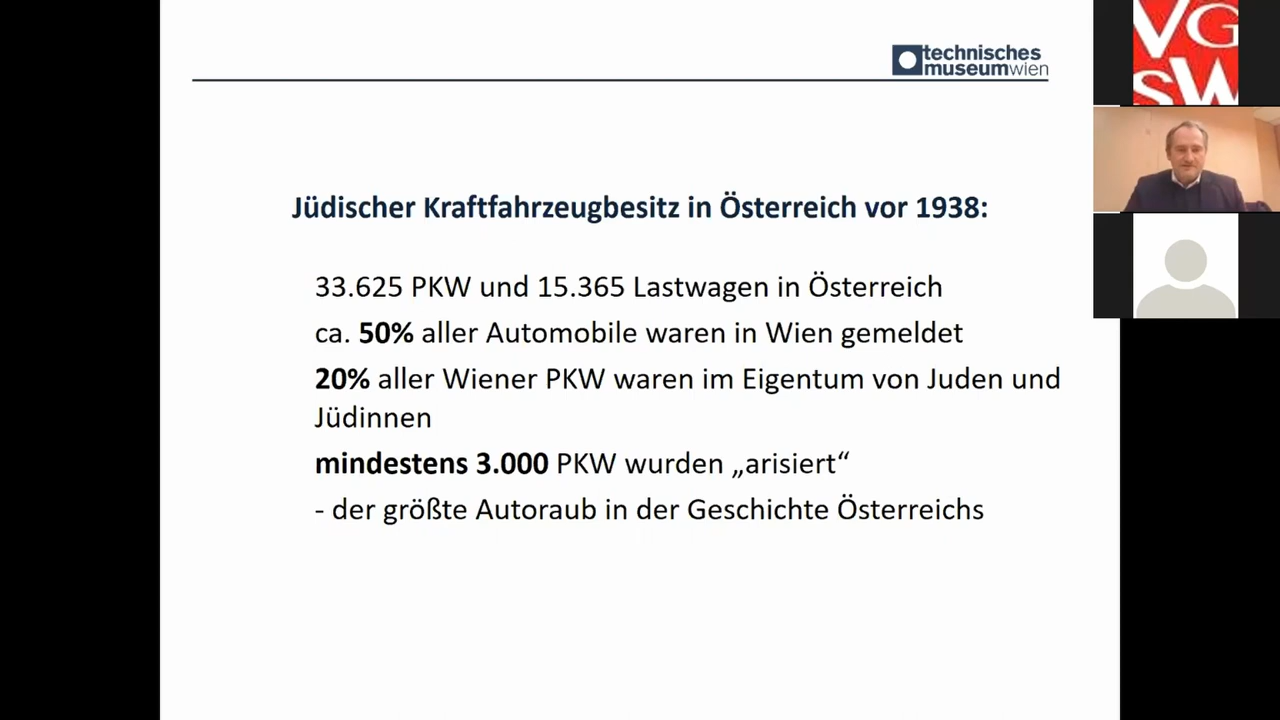 technisches
museumwien
Jüdischer Kraftfahrzeugbesitz in Österreich vor 1938:
33.625 PKW und 15.365 Lastwagen in Österreich
ca. 50% aller Automobile waren in Wien gemeldet
20% aller Wiener PKW waren im Eigentum von Juden und
Jüdinnen
mindestens 3.000 PKW wurden „arisiert“
- der größte Autoraub in der Geschichte Österreichs
VG
SW